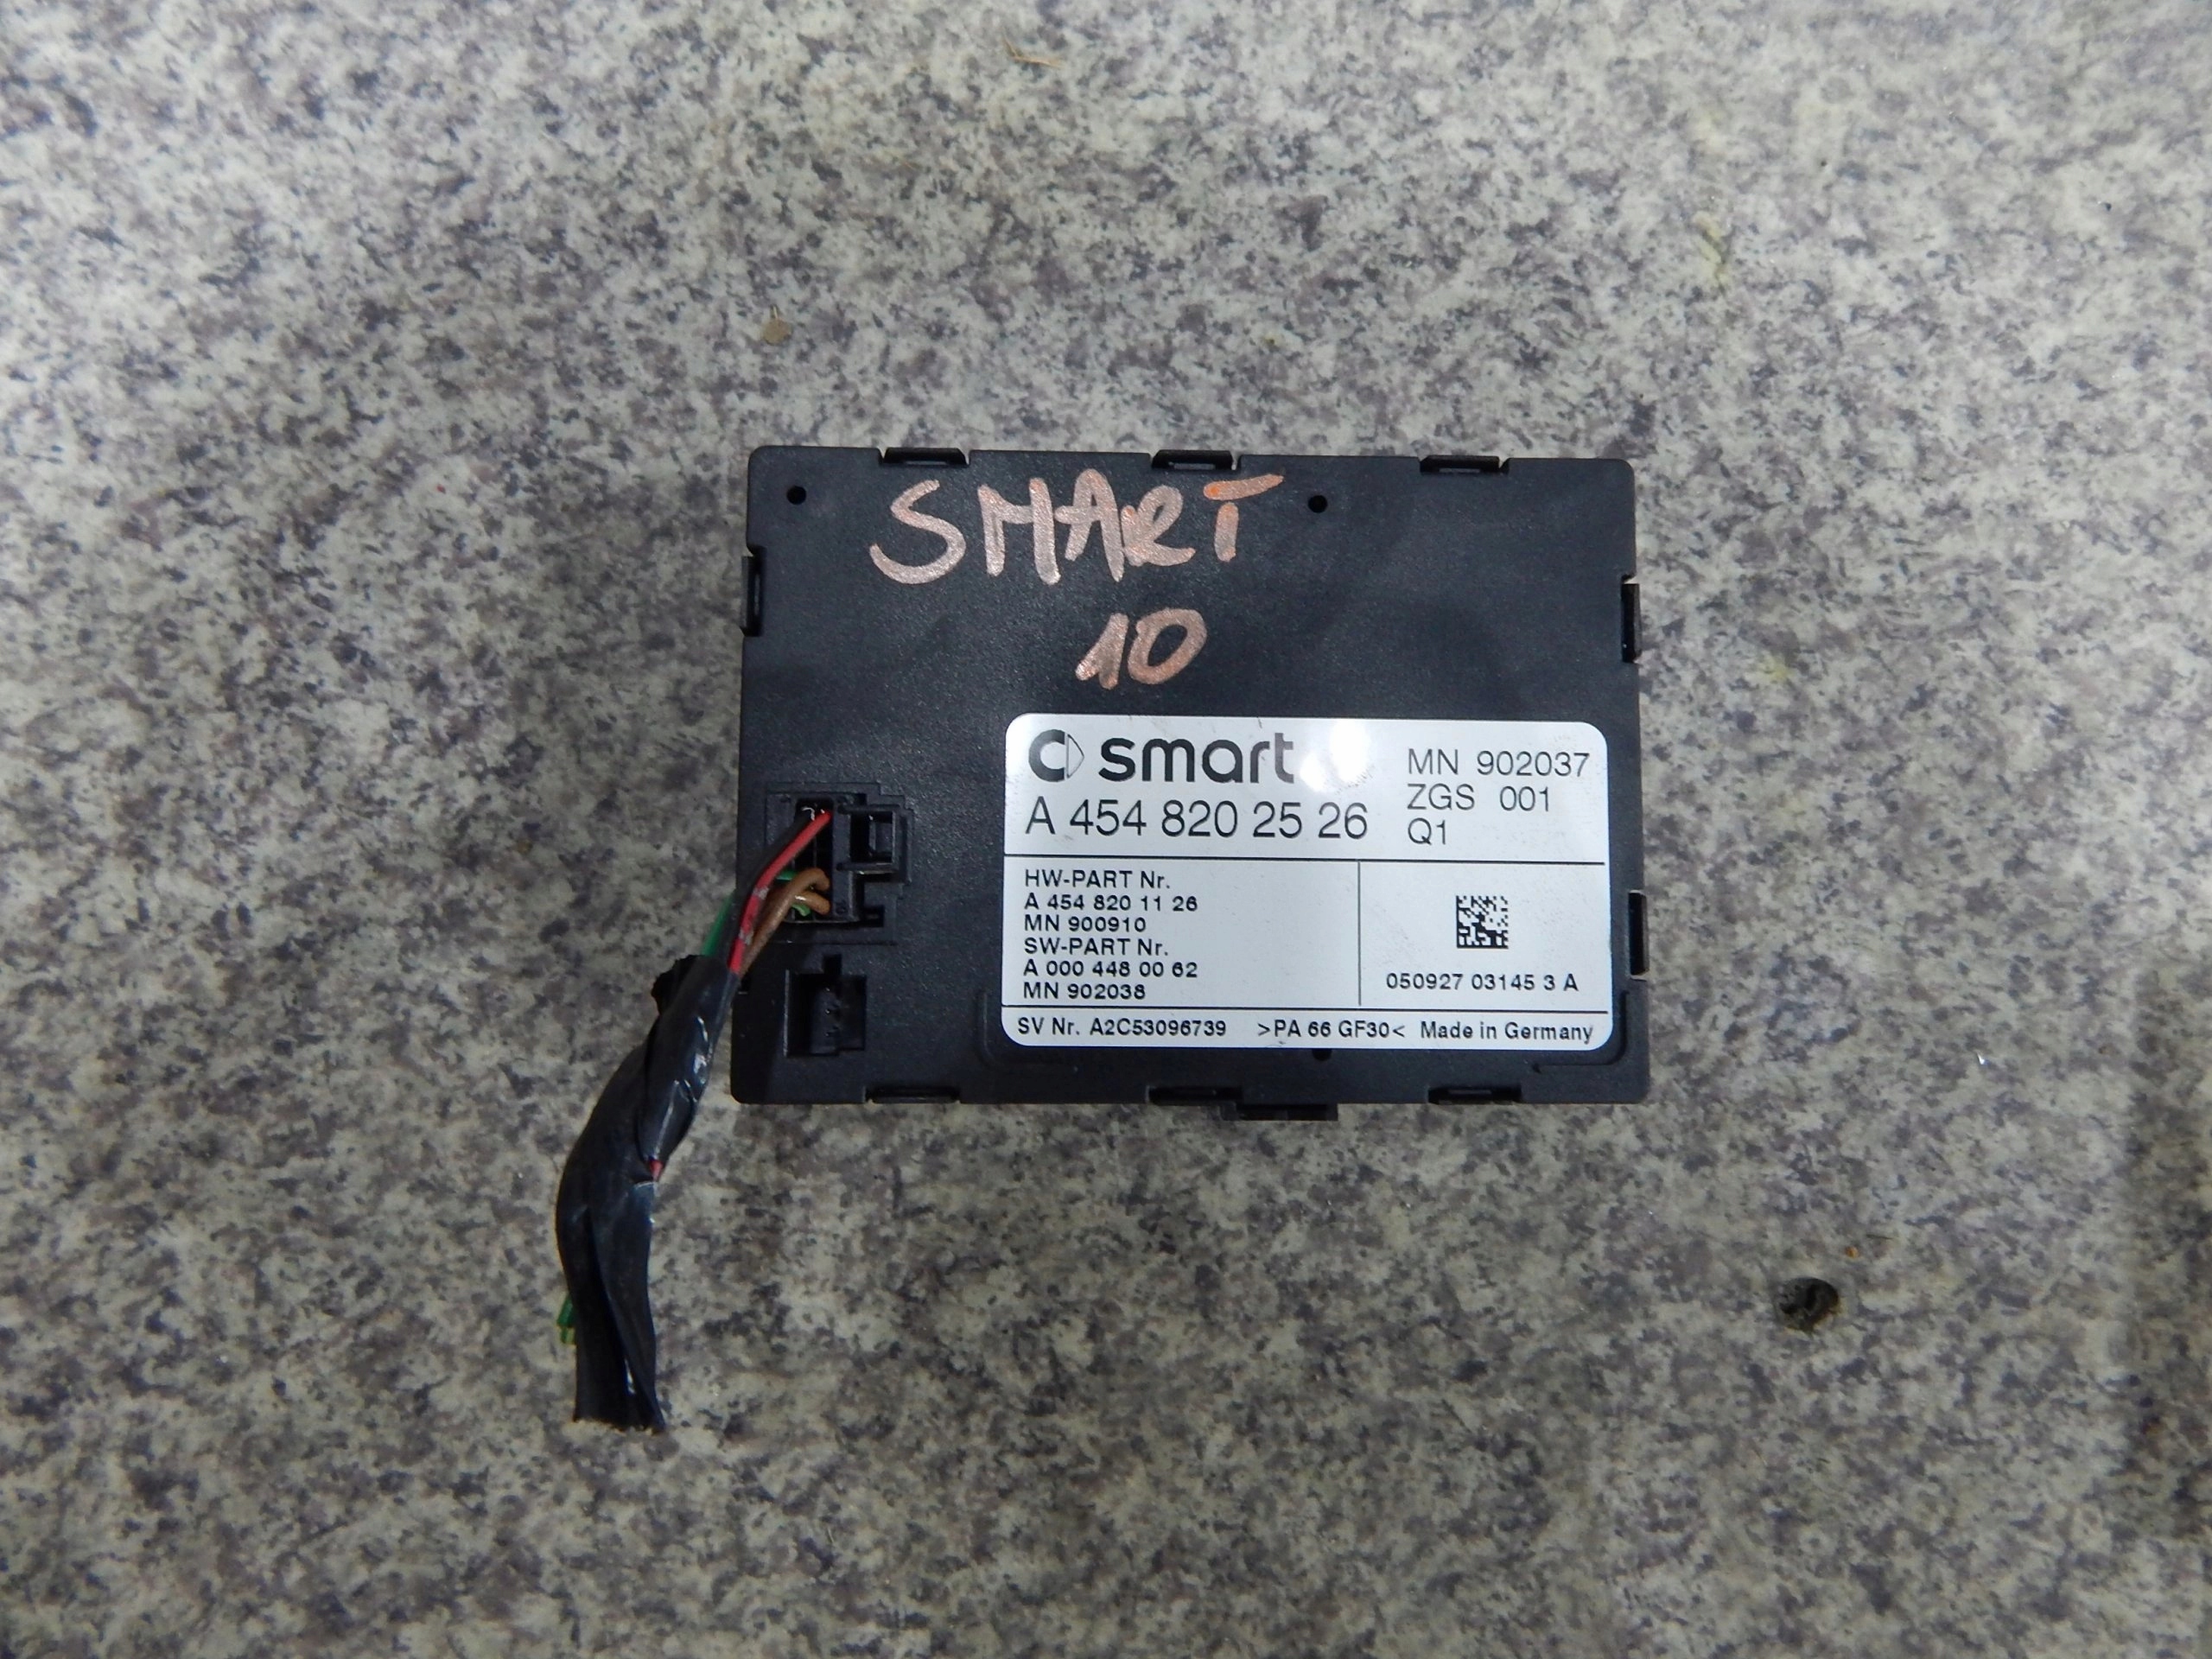 SMART
10
smart
A 454 820 25 26
MN 902037
ZGS 001
Q1
HW-PART Nr.
A 454 820 11 26
MN 900910
SW-PART Nr.
A 000 448 00 62
MN 902038
050927 03145 3 A
SV Nr. A2C53096739 >PA 66 GF30< Made in Germany